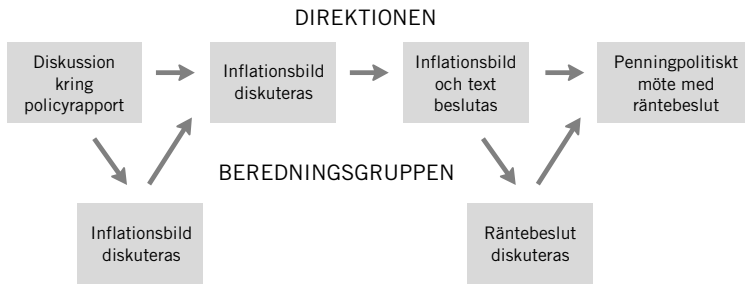 DIREKTIONEN
Diskussion
kring
policyrapport
Inflationsbild
diskuteras
Inflationsbild
och text
beslutas
Penningpolitiskt
möte med
räntebeslut
BEREDNINGSGRUPPEN
Inflationsbild
diskuteras
Räntebeslut
diskuteras